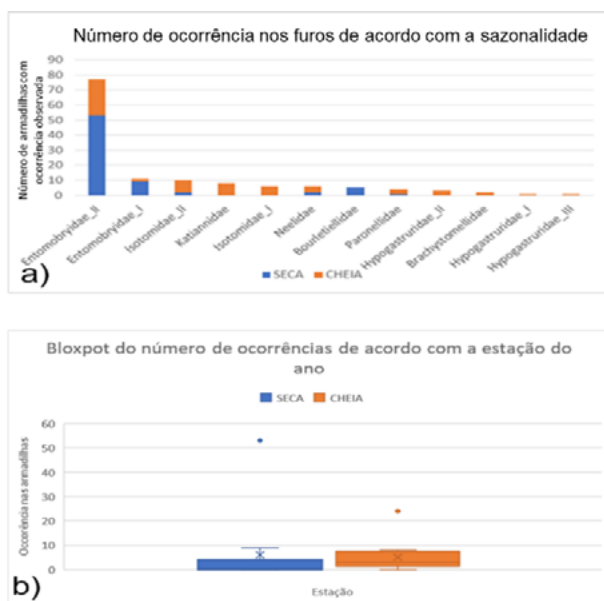 Número de ocorrência nos furos de acordo com a sazonalidade
Número de armadilhas com
ocorrência observada
90
80
70
60
50
40
30
20
10
0
Entomobryidae_II
Entomobryidae_I
Isotomidae_II
Katiannidae
Isotomidae_I
Neelidae
Bourletiellidae
Paronellidae
Hypogastruridae_II
Brachystomellidae
Hypogastruridae_I
Hypogastruridae_III
SECA CHEIA
a)
Bloxpot do número de ocorrências de acordo com a estação do
ano
SECA CHEIA
Ocorrência nas armadilhas
60
50
40
30
20
10
0
Estação
b)